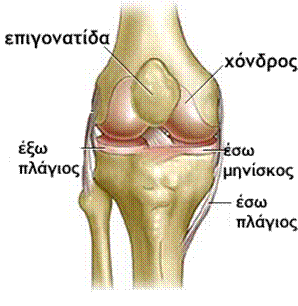 επιγονατίδα
χόνδρος
έξω
πλάγιος
έσω
μηνίσκος
έσω
πλάγιος